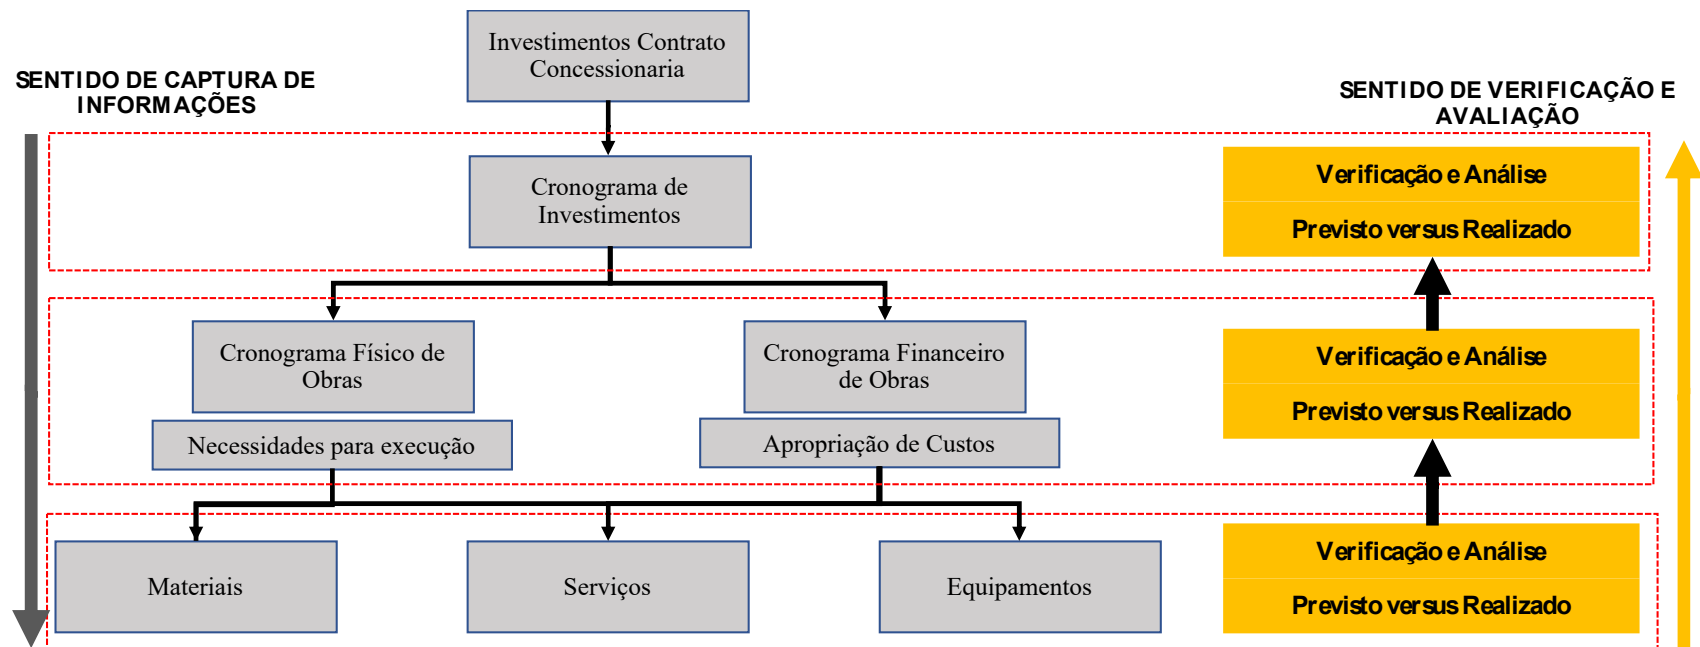 Investimentos Contrato
Concessionaria
SENTIDO DE CAPTURA DE
INFORMAÇÕES
SENTIDO DE VERIFICAÇÃO E
AVALIAÇÃO
Cronograma de
Investimentos
Verificação e Análise
Previsto versus Realizado
Cronograma Físico de
Obras
Cronograma Financeiro
de Obras
Verificação e Análise
Previsto versus Realizado
Necessidades para execução
Apropriação de Custos
Materiais
Serviços
Equipamentos
Verificação e Análise
Previsto versus Realizado